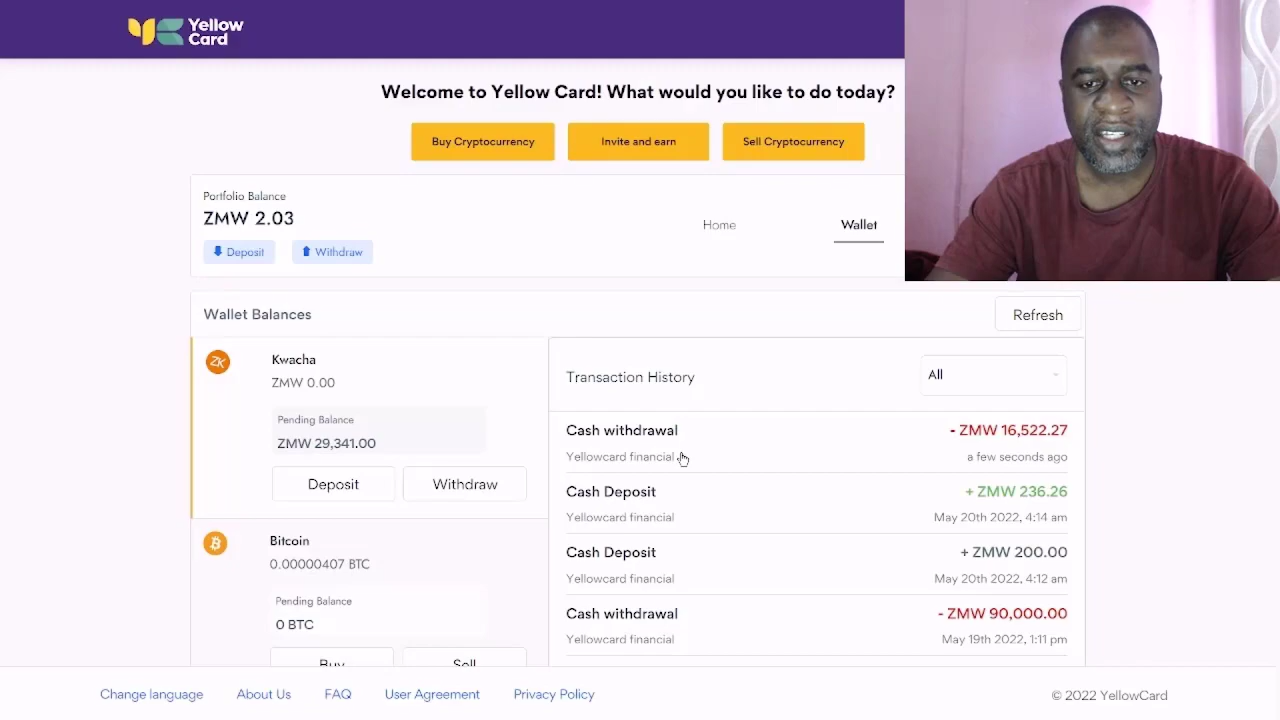 Yellow
Card
Welcome to Yellow Card! What would you like to do today?
Buy Cryptocurrency
Invite and earn
Sell Cryptocurrency
Portfolio Balance
ZMW 2.03
Deposit
Withdraw
Home
Wallet
Wallet Balances
Refresh
ZK
Kwacha
ZMW 0.00
Pending Balance
ZMW 29,341.00
Deposit
Withdraw
Bitcoin
0.00000407 BTC
Pending Balance
0 BTC
Buy
Sell
Transaction History
All
Cash withdrawal
- ZMW 16,522.27
Yellowcard financial
a few seconds ago
Cash Deposit
+ ZMW 236.26
Yellowcard financial
May 20th 2022, 4:14 am
Cash Deposit
+ ZMW 200.00
Yellowcard financial
May 20th 2022, 4:12 am
Cash withdrawal
- ZMW 90,000.00
Yellowcard financial
May 19th 2022, 1:11 pm
Change language
About Us
FAQ
User Agreement
Privacy Policy
© 2022 YellowCard